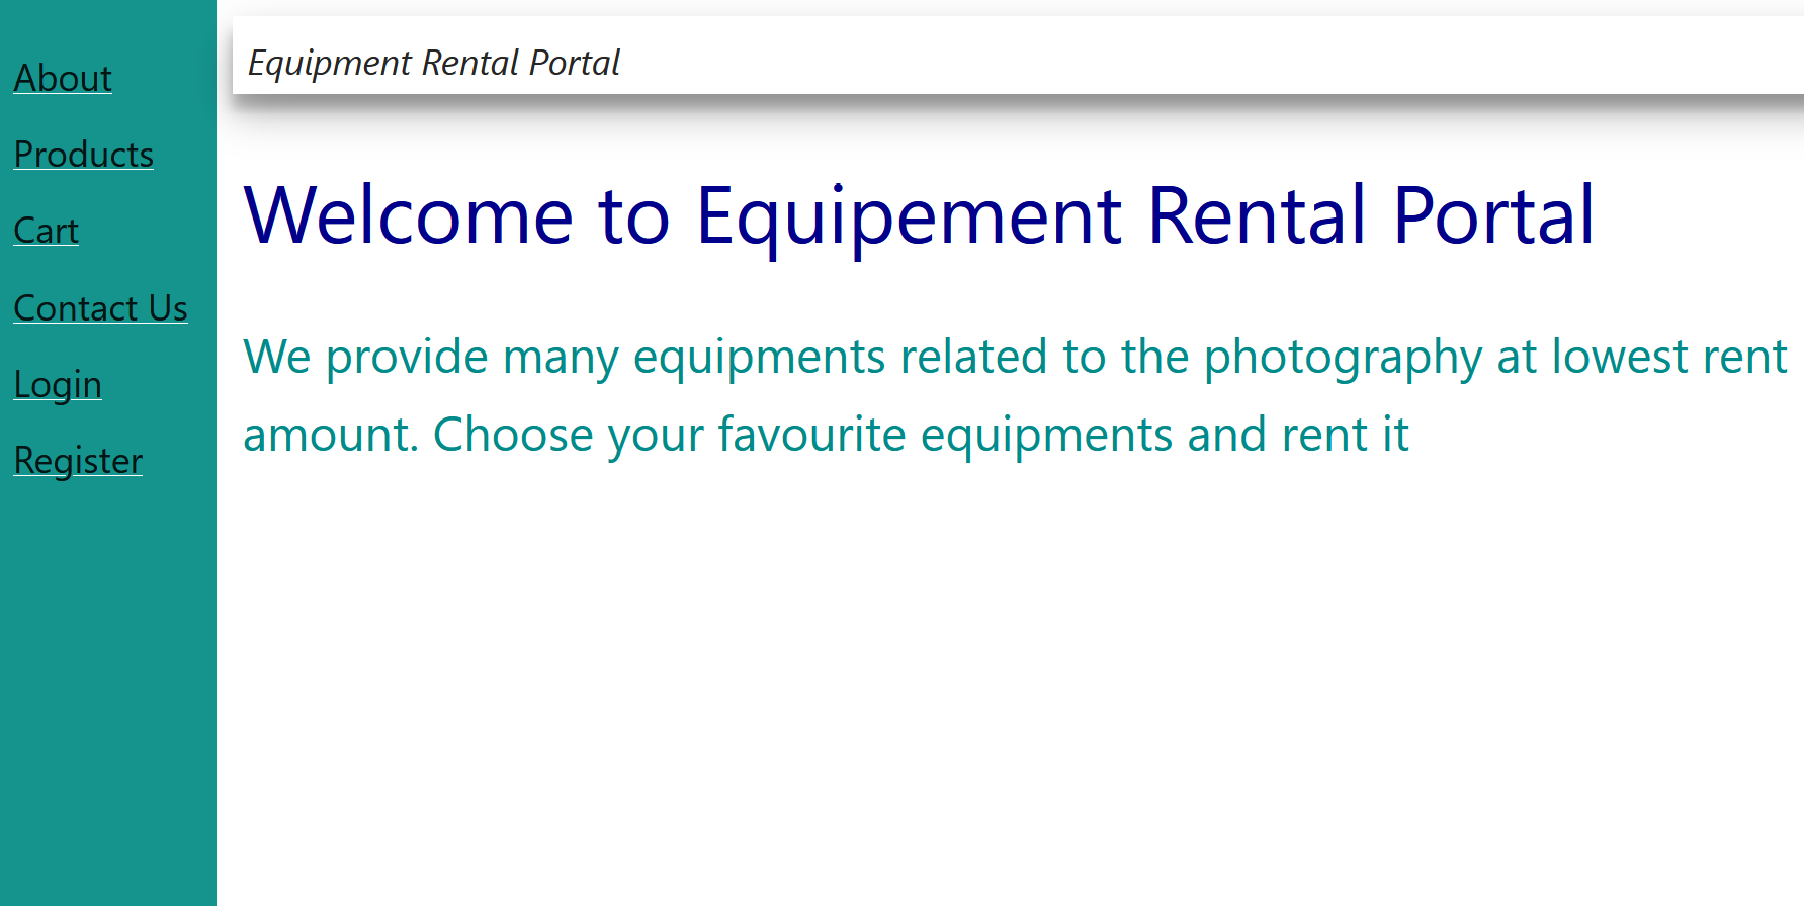 About
Products
Cart
Contact Us
Login
Register
Equipment Rental Portal
Welcome to Equipement Rental Portal
We provide many equipments related to the photography at lowest rent
amount. Choose your favourite equipments and rent it